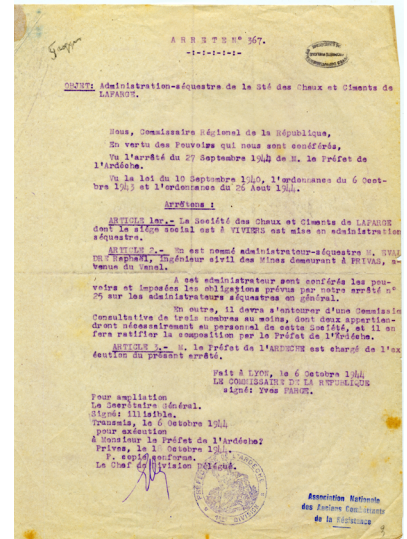 ARRETE N° 367.
-:-:-:-:-:-
OBJET: Administration-séquestre de la Sté des Chaux et Ciments de
LAFARGE.
Nous, Commissaire Régional de la République,
En vertu des Pouvoirs qui nous sont conférés,
Vu l'arrêté du 27 Septembre 1944 de M. le Préfet de
l'Ardèche.
Vu la loi du 10 Septembre 1940, l'ordonnance du 6 Octo-
bre 1943 et l'ordonnance du 26 Aout 1944.
Arrêtons :
ARTICLE 1er.- La Société des Chaux et Ciments de LAFARGE
dont le siège social est à VIVIERS est mise en administration
séquestre.
ARTICLE 2.- En est nommé administrateur-séquestre M. EVAL
DRE Raphaël, ingénieur civil des Mines demeurant à PRIVAS, a-
venue du Vanel.
A cet administrateur sont conférés les pou-
voirs et imposées les obligations prévus par notre arrêté n°
25 sur les administrateurs séquestres en général.
En outre, il devra s'entourer d'une Commission
Consultative de trois membres au moins, dont deux appartien-
dront nécessairement au personnel de cette Société, et il en
fera ratifier la composition par le Préfet de l'Ardèche.
ARTICLE 3.- M. le Préfet de l'ARDECHE est chargé de l'ex
écution du présent arrêté.
Fait à LYON, le 6 Octobre 1944
LE COMMISSAIRE DE LA REPUBLIQUE
signé: Yves FARGE.
Pour ampliation
Le Secrétaire Général.
Signé: illisible.
Transmis, le 6 Octobre 1944
pour exécution
à Monsieur le Préfet de l'Ardèche,
Privas, le 18 Octobre 1944.
P. copie conforme.
Le Chef de Division Délégué.
Association Nationale
des Anciens Combattants
de la Résistance